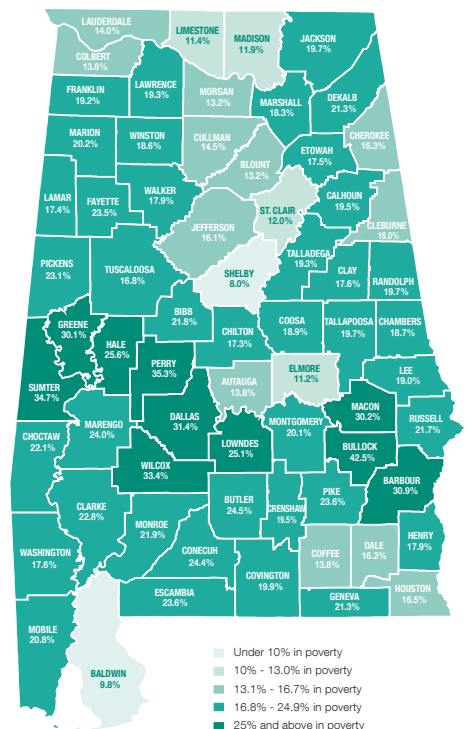 LAUDERDALE
14.0%
LIMESTONE
11.4%
MADISON
11.9%
JACKSON
19.7%
COLBERT
13.8%
FRANKLIN
19.2%
LAWRENCE
19.3%
MORGAN
13.2%
MARSHALL
18.3%
DEKALB
21.3%
MARION
20.2%
WINSTON
18.6%
CULLMAN
14.5%
BLOUNT
13.2%
ETOWAH
17.5%
CHEROKEE
16.3%
LAMAR
17.4%
FAYETTE
23.5%
WALKER
17.9%
JEFFERSON
16.1%
ST. CLAIR
12.0%
CALHOUN
19.5%
CLEBURNE
16.0%
PICKENS
23.1%
TUSCALOOSA
16.8%
SHELBY
8.0%
TALLADEGA
19.3%
CLAY
17.6%
RANDOLPH
19.7%
GREENE
30.1%
HALE
25.6%
BIBB
21.8%
CHILTON
17.3%
COOSA
18.9%
TALLAPOOSA
19.7%
CHAMBERS
18.7%
SUMTER
34.7%
PERRY
35.3%
AUTAUGA
13.8%
ELMORE
11.2%
LEE
19.0%
MACON
30.2%
RUSSELL
21.7%
CHOCTAW
22.1%
MARENGO
24.0%
DALLAS
31.4%
LOWNDES
25.1%
MONTGOMERY
20.1%
BULLOCK
42.5%
WILCOX
33.4%
BARBOUR
30.9%
CLARKE
22.8%
BUTLER
24.5%
CRENSHAW
19.5%
PIKE
23.6%
WASHINGTON
17.6%
MONROE
21.9%
CONECUH
24.4%
COFFEE
13.8%
DALE
16.2%
HENRY
17.9%
ESCAMBIA
23.6%
COVINGTON
19.9%
GENEVA
21.3%
HOUSTON
16.5%
MOBILE
20.8%
BALDWIN
9.8%
Under 10% in poverty
10% - 13.0% in poverty
13.1% - 16.7% in poverty
16.8% - 24.9% in poverty
25% and above in poverty